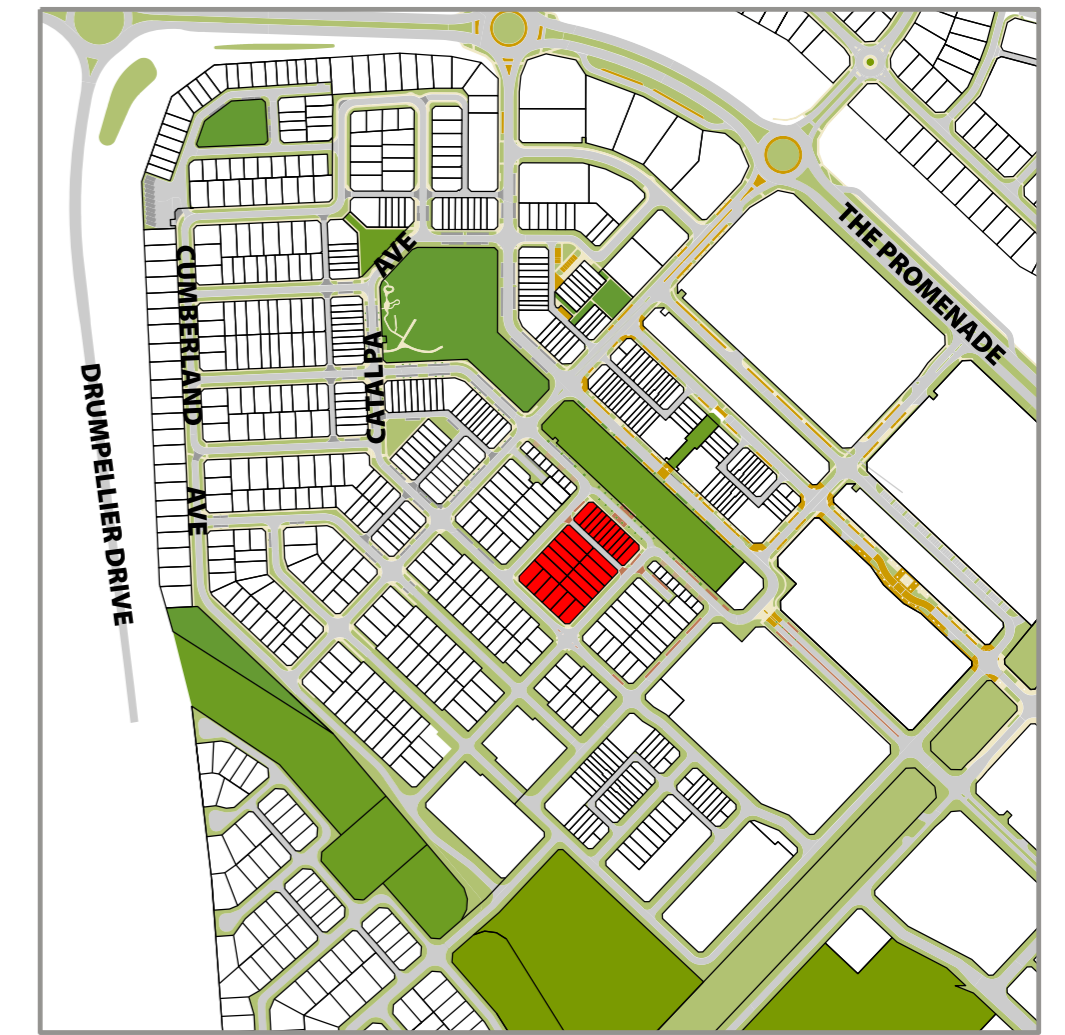 THE PROMENADE
CUMBERLAND
AVE
CATALPA
AVE
DRUMPELLIER DRIVE